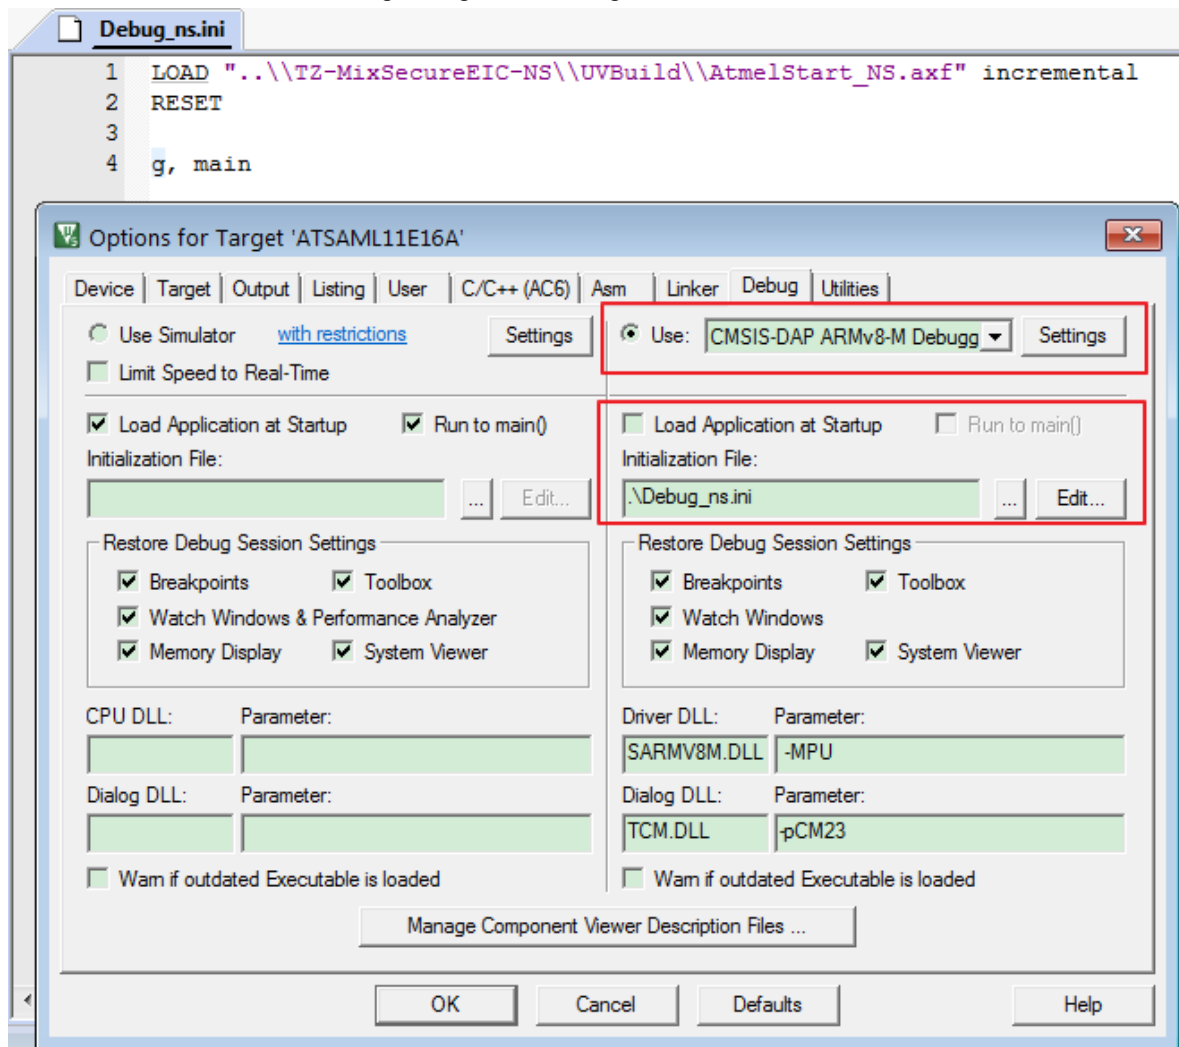 Debug_ns.ini
1 LOAD "..\\TZ-MixSecureEIC-NS\\UVBuild\\AtmelStart_NS.axf" incremental
2 RESET
3
4 g, main
Options for Target 'ATSAML11E16A'
Device Target Output Listing User C/C++ (AC6) Asm Linker Debug Utilities
Use Simulator with restrictions Settings Use: CMSIS-DAP ARMv8-M Debugg Settings
Limit Speed to Real-Time
Load Application at Startup Run to main() Load Application at Startup Run to main()
Initialization File: Initialization File:
... Edit... .\Debug_ns.ini ... Edit...
Restore Debug Session Settings Restore Debug Session Settings
Breakpoints Toolbox Breakpoints Toolbox
Watch Windows & Performance Analyzer Watch Windows
Memory Display System Viewer Memory Display System Viewer
CPU DLL: Parameter: Driver DLL: Parameter:
SARMV8M.DLL -MPU
Dialog DLL: Parameter: Dialog DLL: Parameter:
TCM.DLL -pCM23
Warn if outdated Executable is loaded Warn if outdated Executable is loaded
Manage Component Viewer Description Files ...
OK Cancel Defaults Help